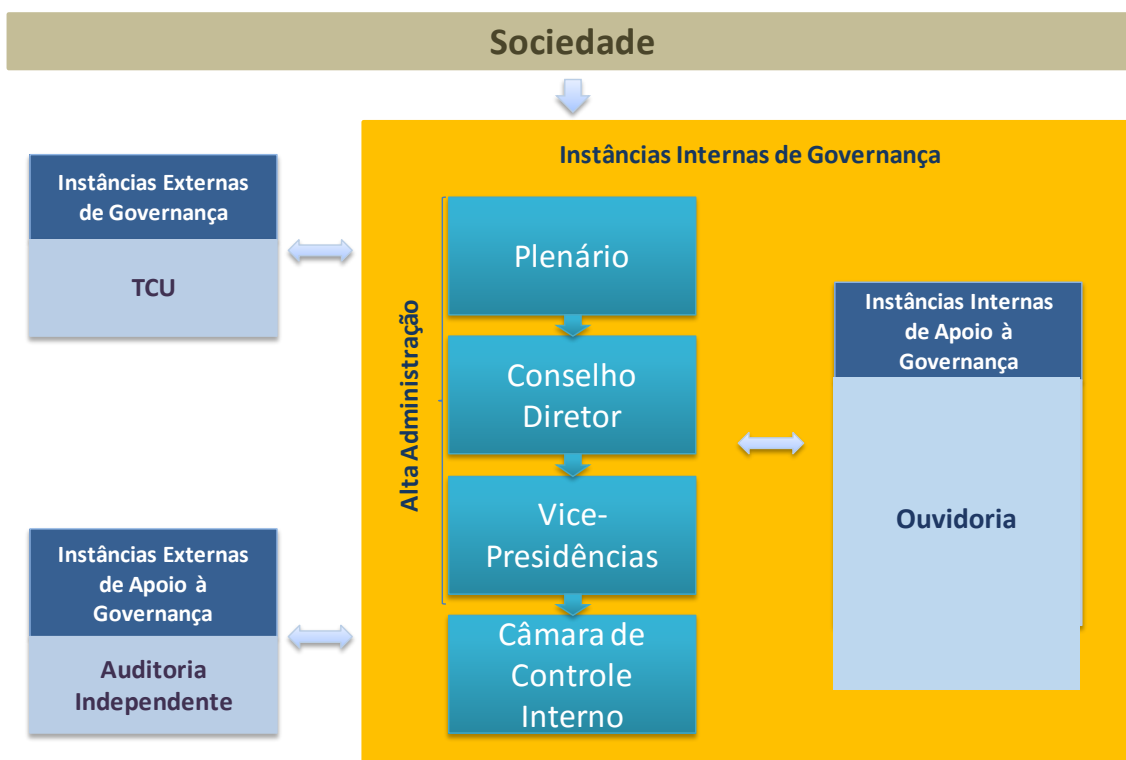 Sociedade
Instâncias Internas de Governança
Instâncias Externas
de Governança
TCU
Instâncias Externas
de Apoio à
Governança
Auditoria
Independente
Alta Administração
Plenário
Conselho
Diretor
Vice-
Presidências
Câmara de
Controle
Interno
Instâncias Internas
de Apoio à
Governança
Ouvidoria